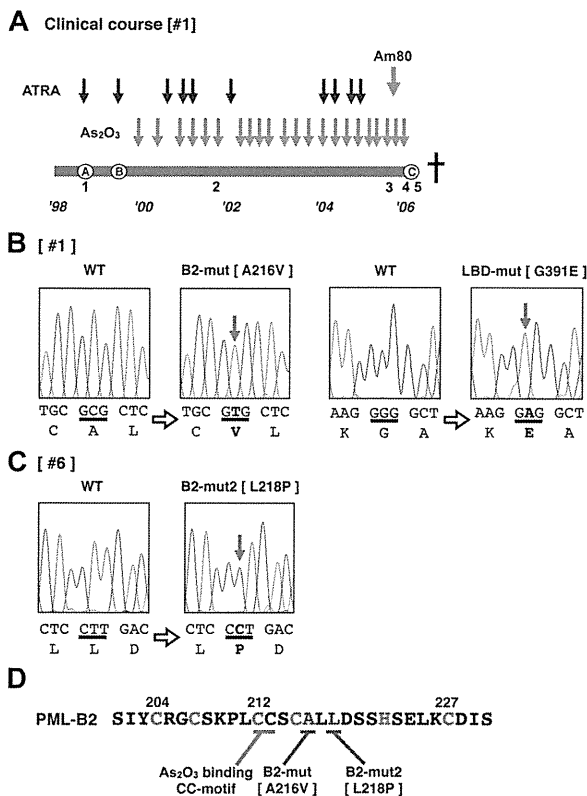 A Clinical course [#1]
Am80
ATRA
As₂O₃
A B C
1 2 3 4 5
'98 '00 '02 '04 '06
B [ #1 ]
WT B2-mut [ A216V ] WT LBD-mut [ G391E ]
TGC GCG CTC TGC GTG CTC AAG GGG GCT AAG GAG GCT
C A L C V L K G A K E A
C [ #6 ]
WT B2-mut2 [ L218P ]
CTC CTT GAC CTC CCT GAC
L L D L P D
D
204 212 227
PML-B2 SIYCRGCSKPLCCSCALLDSSHSELKCDIS
As₂O₃ binding B2-mut B2-mut2
CC-motif [ A216V ] [ L218P ]